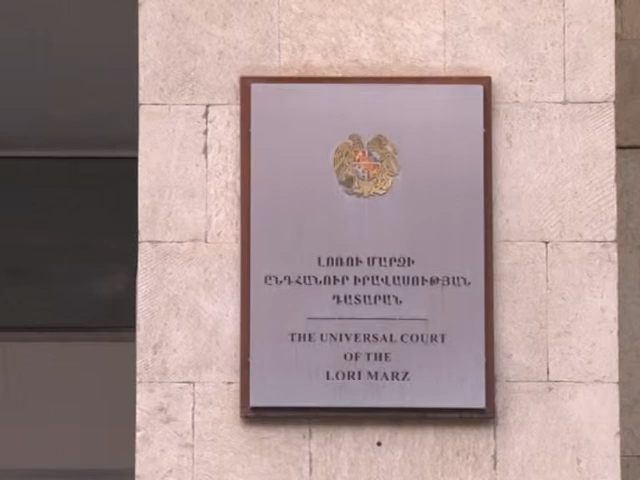 ԼՈՌՈՒ ՄԱՐԶԻ
ԸՆԴՀԱՆՈՒՐ ԻՐԱՎԱՍՈՒԹՅԱՆ
ԴԱՏԱՐԱՆ
THE UNIVERSAL COURT
OF THE
LORI MARZ